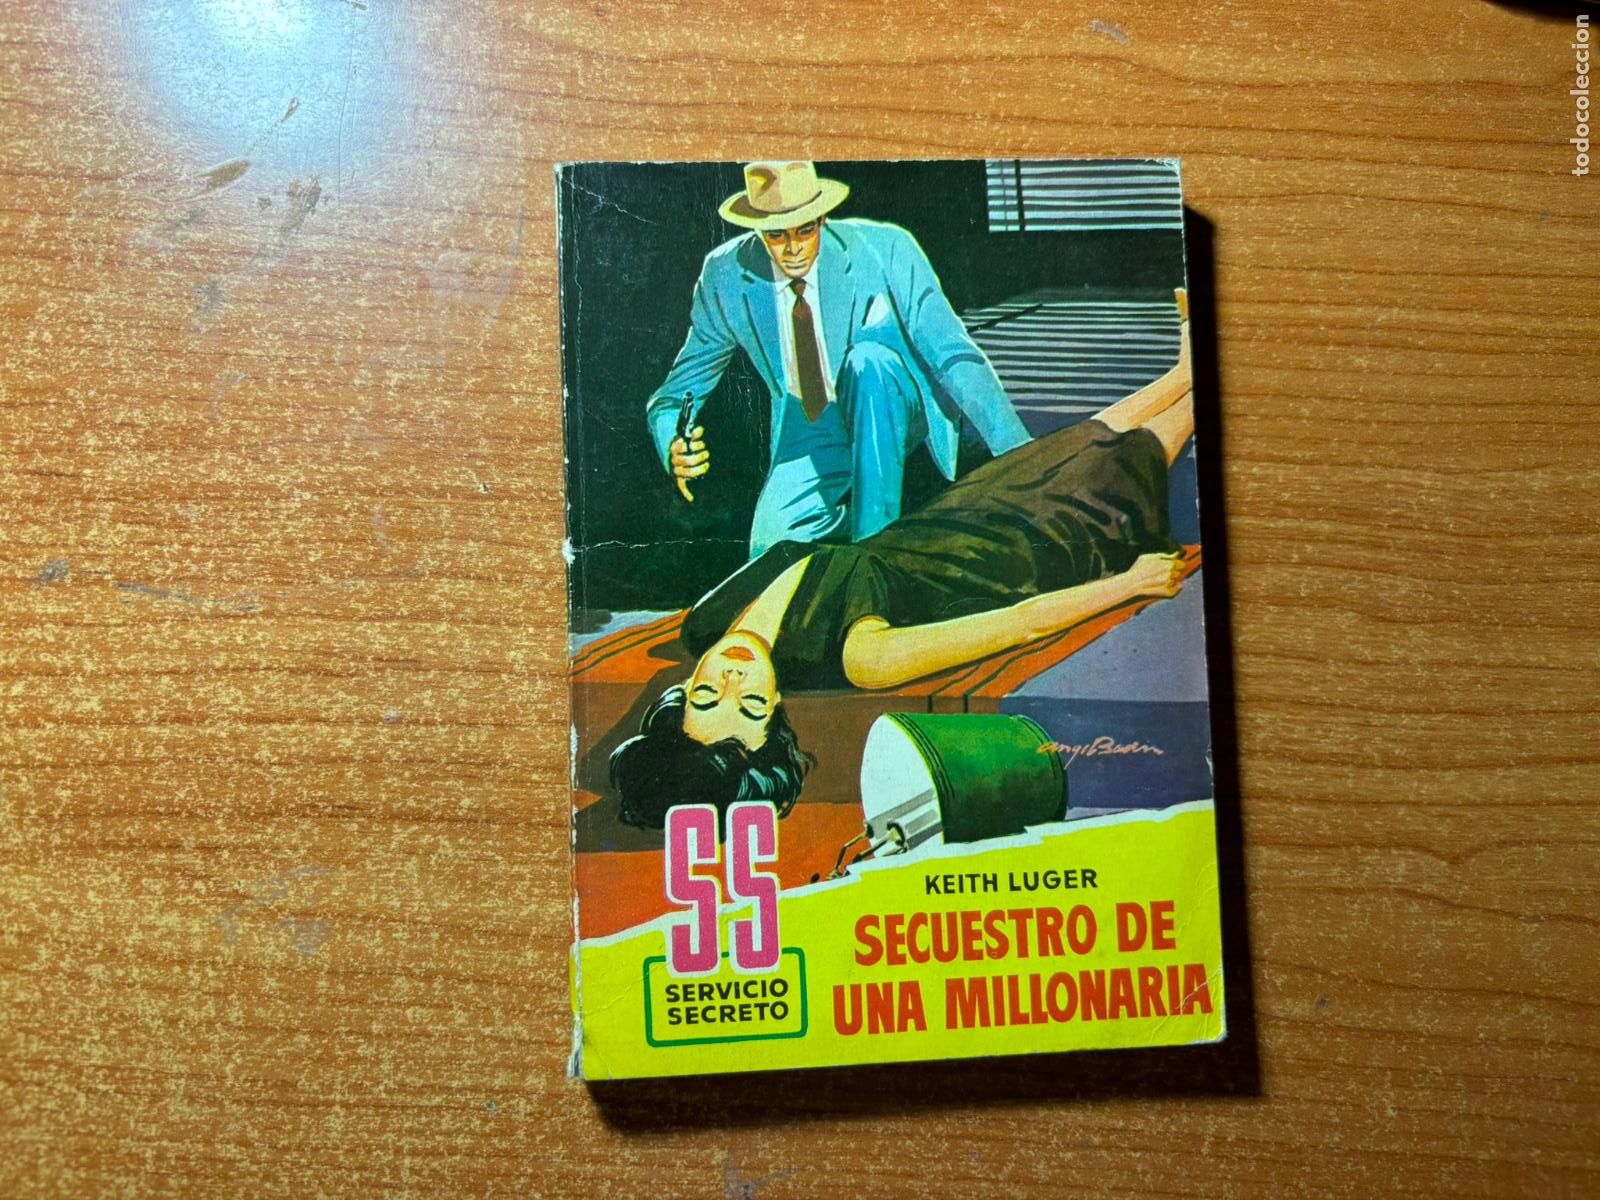 SS
SERVICIO
SECRETO
KEITH LUGER
SECUESTRO DE
UNA MILLONARIA
todocoleccion